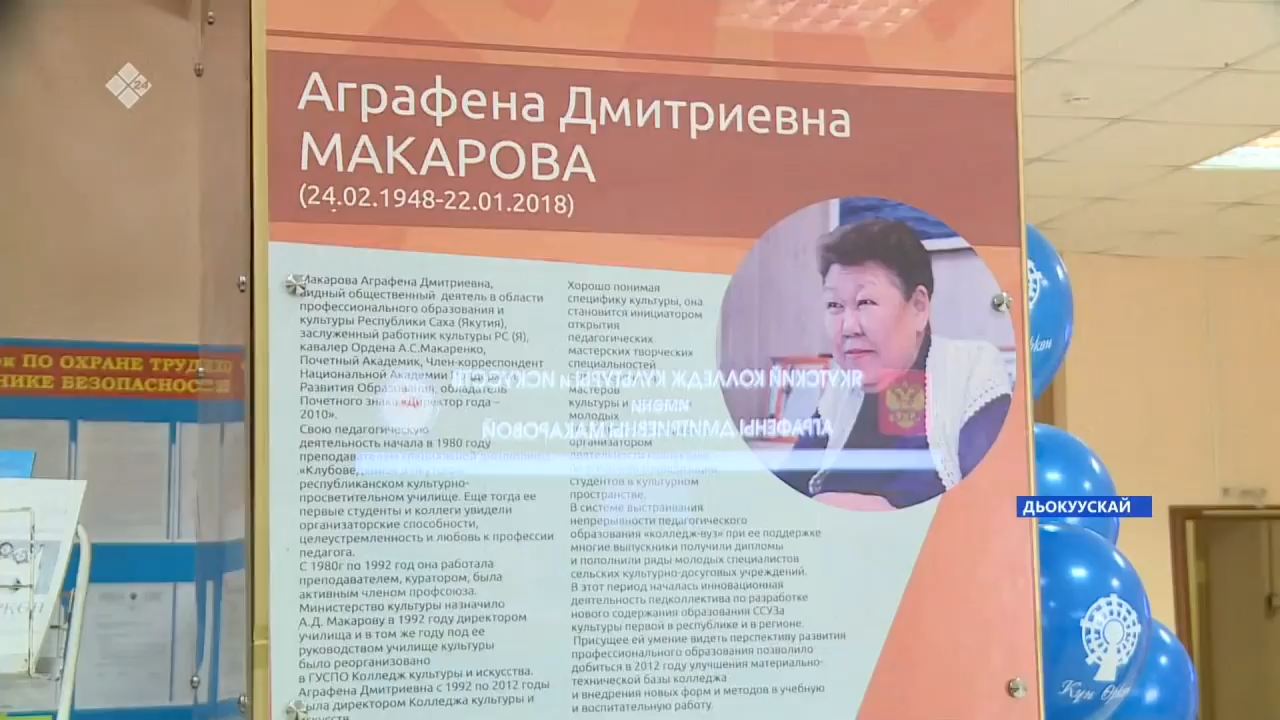 24
Аграфена Дмитриевна
МАКАРОВА
(24.02.1948-22.01.2018)
Макарова Аграфена Дмитриевна,
видный общественный деятель в области
профессионального образования и
культуры Республики Саха (Якутия),
заслуженный работник культуры РС (Я),
кавалер Ордена А.С.Макаренко,
Почетный Академик, Член-корреспондент
Национальной Академии
Развития Образования, обладатель
Почетного знака «Директор года –
2010».
Свою педагогическую
деятельность начала в 1980 году
преподавателем
республиканском культурно-
просветительном училище. Еще тогда ее
первые студенты и коллеги увидели
организаторские способности,
целеустремленность и любовь к профессии
педагога.
С 1980г по 1992 год она работала
преподавателем, куратором, была
активным членом профсоюза.
Министерство культуры назначило
А.Д. Макарову в 1992 году директором
училища и в том же году под ее
руководством училище культуры
было реорганизовано
в ГУСПО Колледж культуры и искусства.
Аграфена Дмитриевна с 1992 по 2012 годы
была директором Колледжа культуры и
искусств
Хорошо понимая
специфику культуры, она
становится инициатором
открытия
педагогических
мастерских творческих
специальностей
мастеров
культуры и
молодых
организатором
студентов в культурном
пространстве.
В системе выстраивания
непрерывности педагогического
образования «колледж-вуз» при ее поддержке
многие выпускники получили дипломы
и пополнили ряды молодых специалистов
сельских культурно-досуговых учреждений.
В этот период началась инновационная
деятельность педколлектива по разработке
нового содержания образования ССУЗа
культуры первой в республике и в регионе.
Присущее ей умение видеть перспективу развития
профессионального образования позволило
добиться в 2012 году улучшения материально-
технической базы колледжа
и внедрения новых форм и методов в учебную
и воспитательную работу.
ЯКУТСКИЙ КОЛЛЕДЖ КУЛЬТУРЫ и ИСКУССТВ
имени
АГРАФЕНЫ ДМИТРИЕВНЫ МАКАРОВОЙ
ПО ОХРАНЕ ТРУДА
БЕЗОПАСНОС
ДЬОКУУСКАЙ